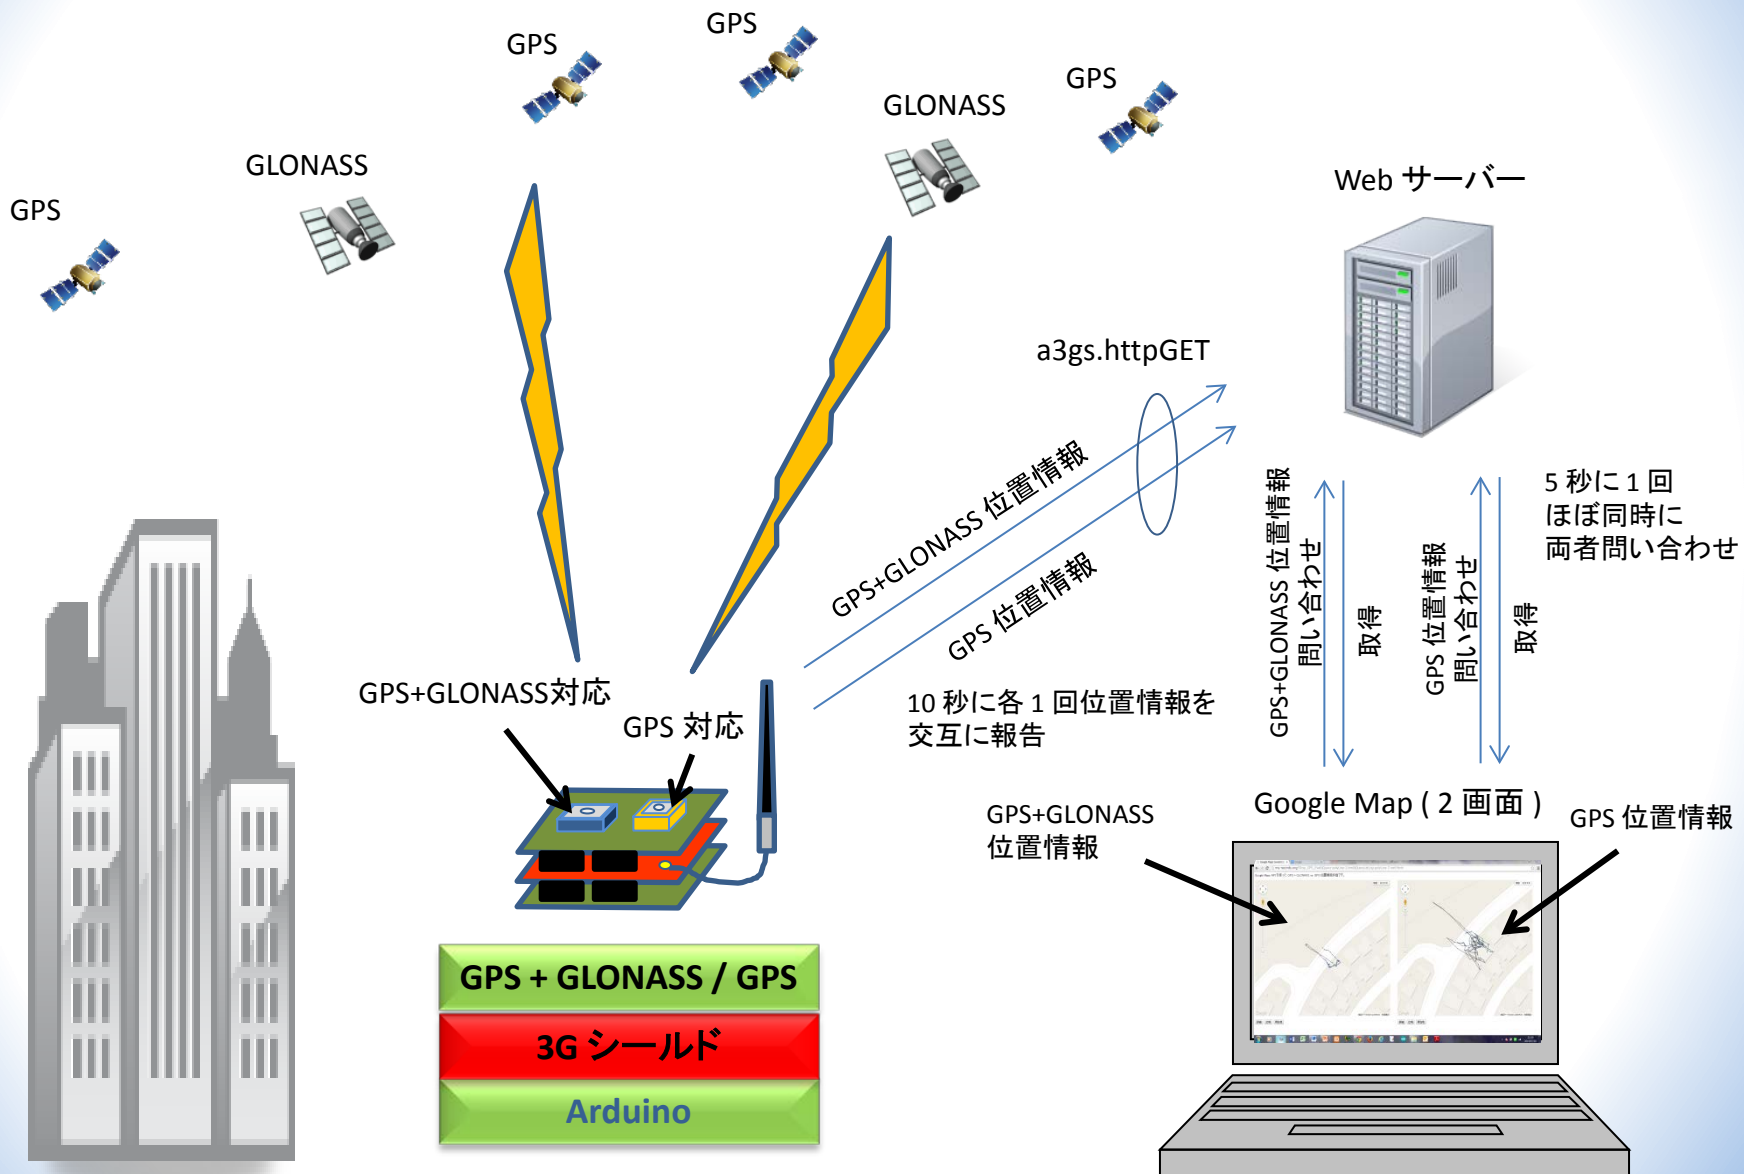 GPS
GPS
GPS
GLONASS
GLONASS
GPS
Web サーバー
a3gs.httpGET
GPS+GLONASS 位置情報
GPS 位置情報
10 秒に各 1 回位置情報を
交互に報告
GPS+GLONASS 位置情報
問い合わせ
取得
GPS 位置情報
問い合わせ
取得
5 秒に 1 回
ほぼ同時に
両者問い合わせ
GPS+GLONASS対応
GPS 対応
GPS + GLONASS / GPS
3G シールド
Arduino
Google Map ( 2 画面 )
GPS+GLONASS
位置情報
GPS 位置情報